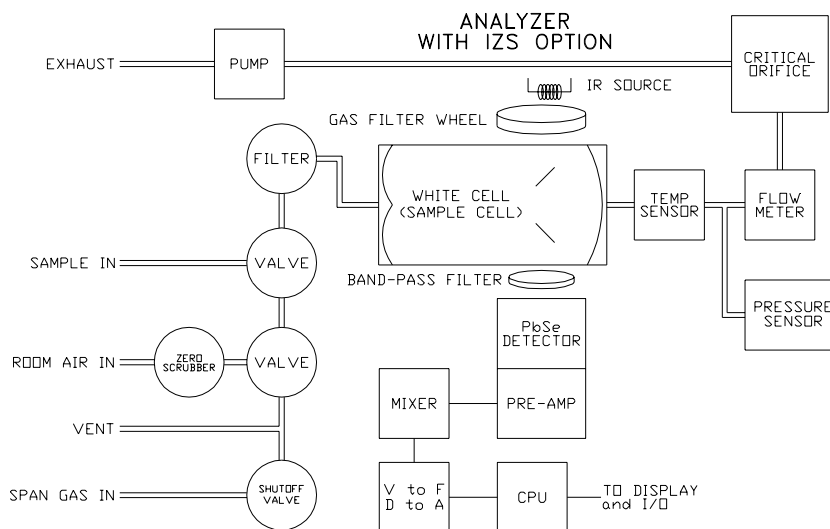 ANALYZER
WITH IZS OPTION
EXHAUST
PUMP
CRITICAL
ORIFICE
IR SOURCE
GAS FILTER WHEEL
FILTER
WHITE CELL
(SAMPLE CELL)
TEMP
SENSOR
FLOW
METER
SAMPLE IN
VALVE
BAND-PASS FILTER
PRESSURE
SENSOR
PbSe
DETECTOR
ROOM AIR IN
ZERO
SCRUBBER
VALVE
MIXER
PRE-AMP
VENT
SPAN GAS IN
SHUTOFF
VALVE
V to F
D to A
CPU
TO DISPLAY
and I/O